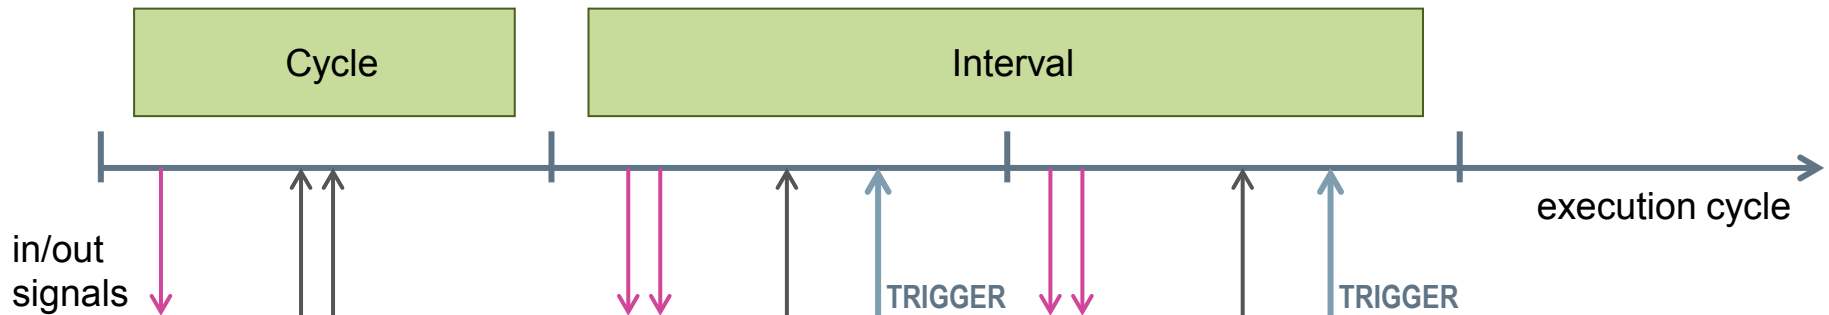 Cycle
Interval
execution cycle
in/out
signals
TRIGGER
TRIGGER